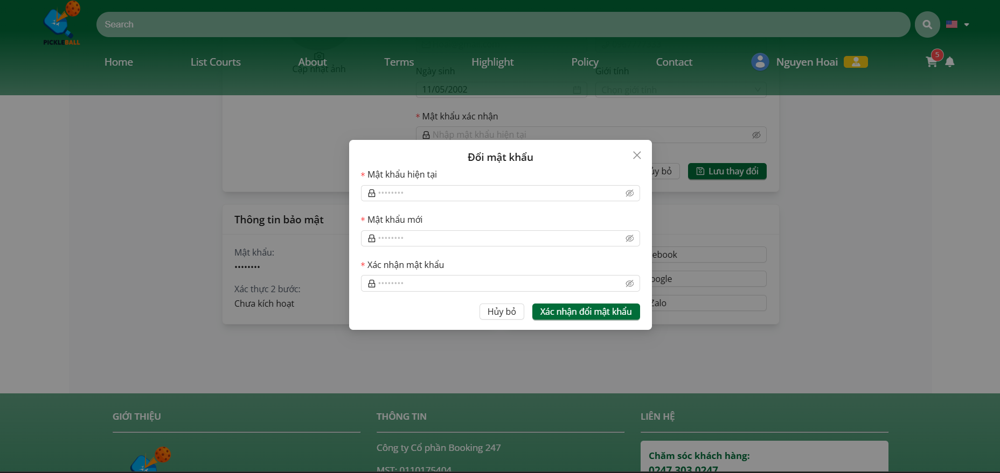 PICKLEBALL
Search
Home
List Courts
About
Terms
Highlight
Policy
Contact
Nguyen Hoai
5
Cập nhật ảnh
Ngày sinh
Giới tính
11/05/2002
Chọn giới tính
* Mật khẩu xác nhận
Nhập mật khẩu hiện tại
ủy bỏ
Lưu thay đổi
Đổi mật khẩu
* Mật khẩu hiện tại
••••••••
* Mật khẩu mới
••••••••
* Xác nhận mật khẩu
••••••••
Hủy bỏ
Xác nhận đổi mật khẩu
Thông tin bảo mật
Mật khẩu:
••••••••
Xác thực 2 bước:
Chưa kích hoạt
ebook
oogle
Zalo
GIỚI THIỆU
THÔNG TIN
Công ty Cổ phần Booking 247
MST: 0110175404
LIÊN HỆ
Chăm sóc khách hàng:
0247 303 0247